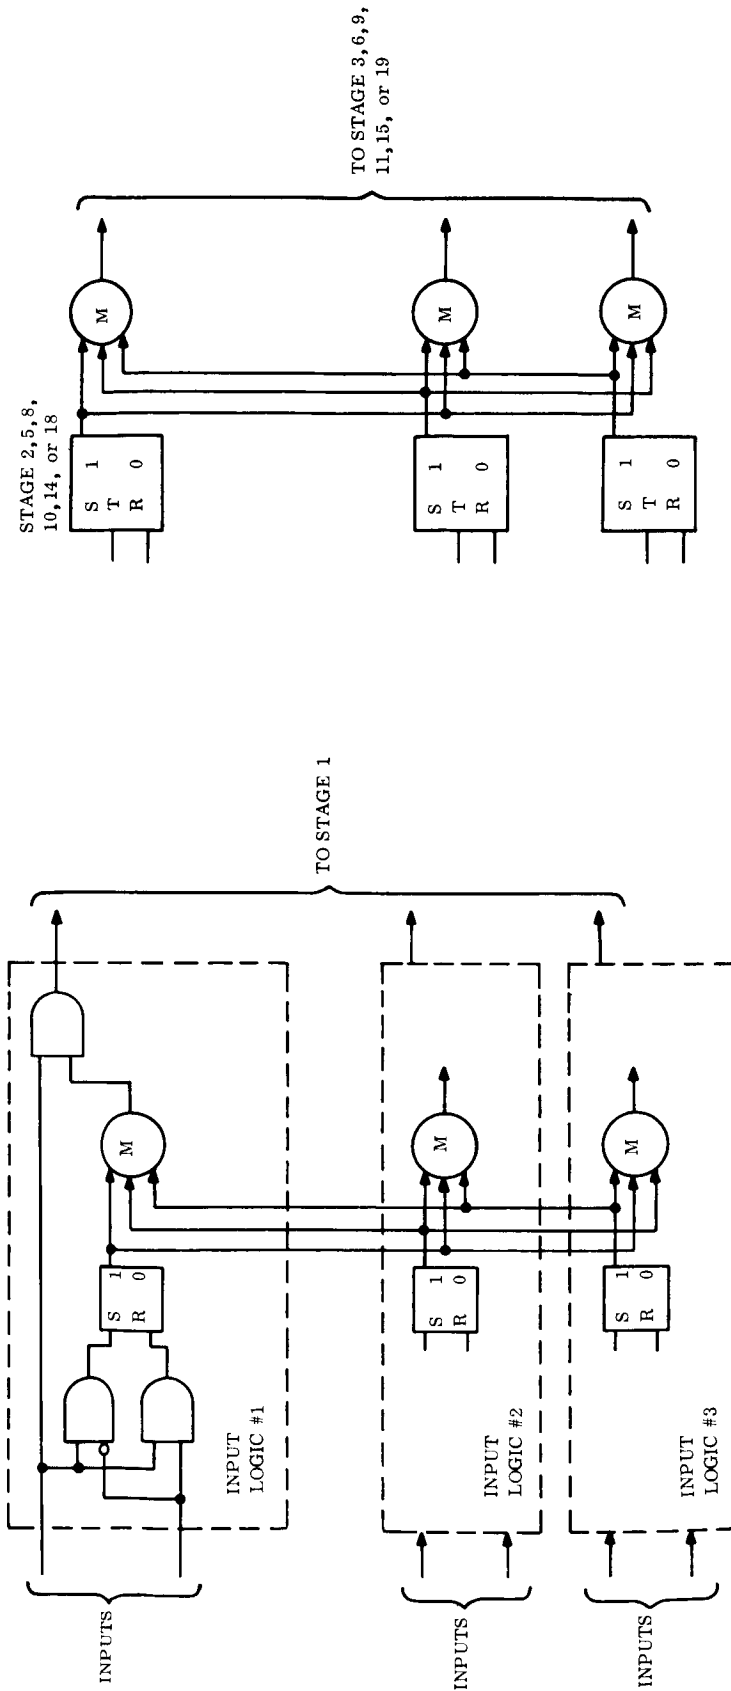 INPUTS
INPUT
LOGIC #1
S 1
R 0
M
INPUTS
INPUT
LOGIC #2
S 1
R 0
M
INPUTS
INPUT
LOGIC #3
S 1
R 0
M
TO STAGE 1
STAGE 2,5,8,
10,14, or 18
S 1
T
R 0
M
S 1
T
R 0
M
S 1
T
R 0
M
TO STAGE 3,6,9,
11,15, or 19